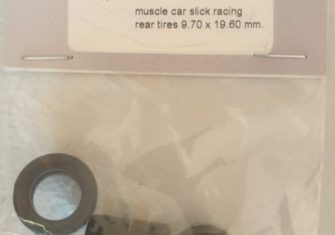 muscle car slick racing
rear tires 9.70 x 19.60 mm.